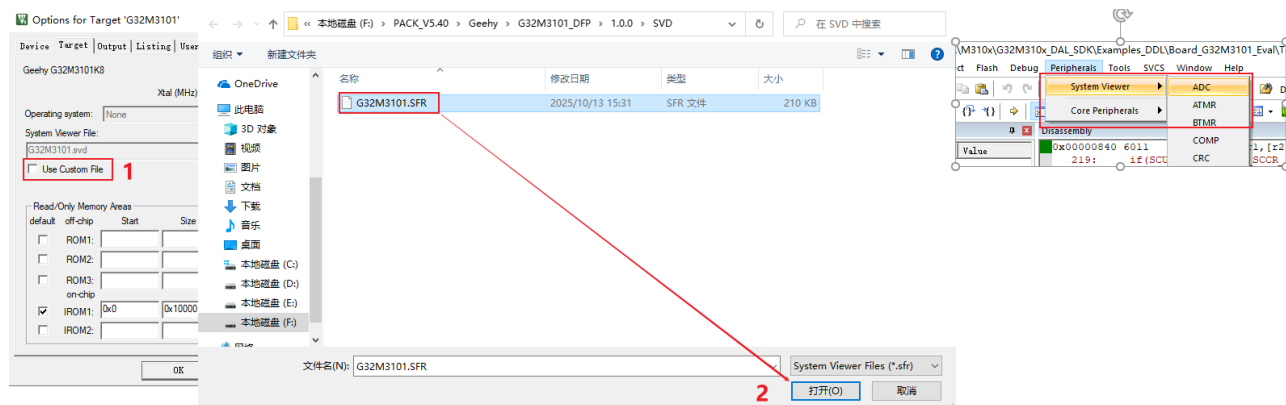 Options for Target 'G32M3101'
Device Target Output Listing User
Geehy G32M3101K8
Xtal (MHz)
Operating system: None
System Viewer File:
G32M3101.svd
Use Custom File 1
Read/Only Memory Areas
default off-chip Start Size
ROM1:
ROM2:
ROM3:
on-chip
IROM1: 0x0 0x10000
IROM2:
OK
« 本地磁盘 (F:) › PACK_V5.40 › Geehy › G32M3101_DFP › 1.0.0 › SVD
在 SVD 中搜索
组织 新建文件夹
OneDrive
此电脑
3D 对象
视频
图片
文档
下载
音乐
桌面
本地磁盘 (C:)
本地磁盘 (D:)
本地磁盘 (E:)
本地磁盘 (F:)
名称 修改日期 类型 大小
G32M3101.SFR 2025/10/13 15:31 SFR 文件 210 KB
文件名(N): G32M3101.SFR
System Viewer Files (*.sfr)
2 打开(O) 取消
\M310x\G32M310x_DAL_SDK\Examples_DDL\Board_G32M3101_Eval\T
ct Flash Debug Peripherals Tools SVCS Window Help
System Viewer ADC
Core Peripherals ATMR
BTMR
COMP
CRC
Disassembly
Value
0x00000840 6011
219: if(SCU
SCCR